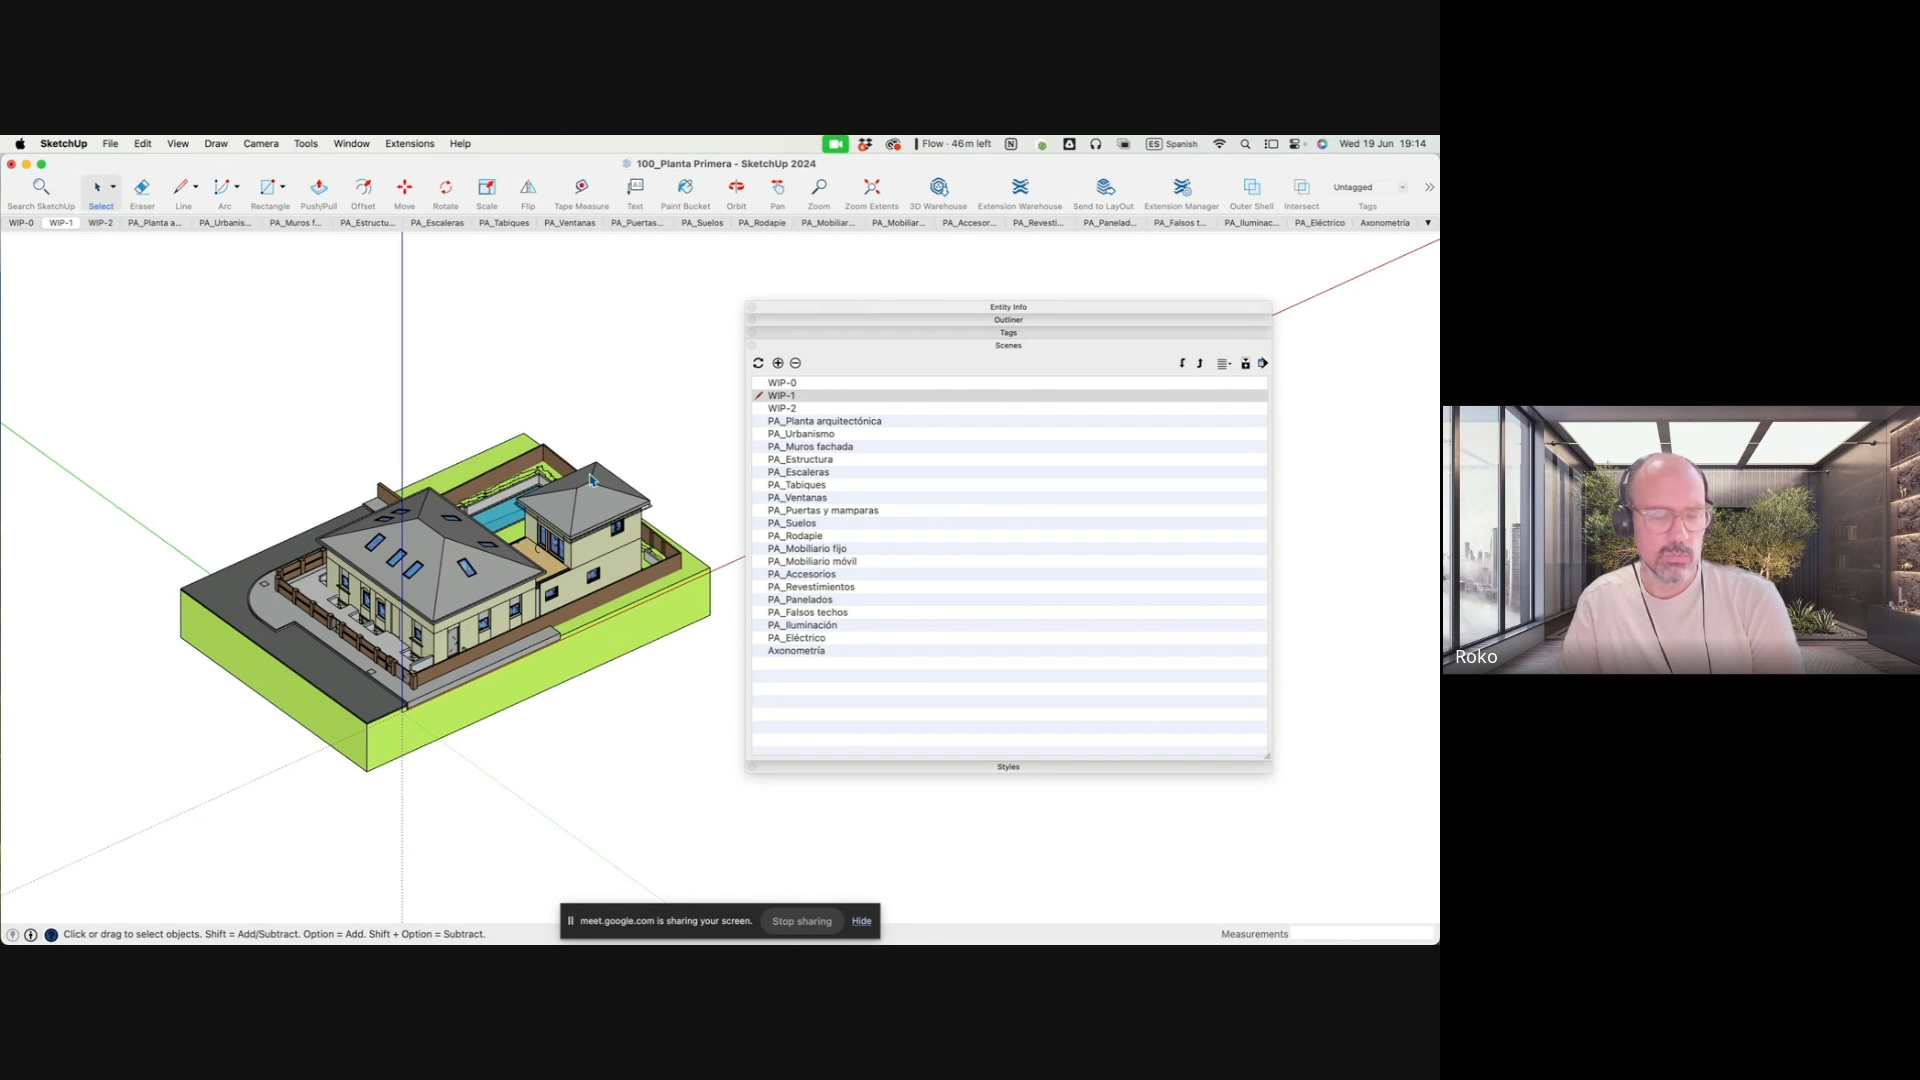 SketchUp File Edit View Draw Camera Tools Window Extensions Help Flow · 46m left ES Spanish Wed 19 Jun 19:14
100_Planta Primera - SketchUp 2024
Untagged
Search SketchUp Select Eraser Line Arc Rectangle Push/Pull Offset Move Rotate Scale Flip Tape Measure Text Paint Bucket Orbit Pan Zoom Zoom Extents 3D Warehouse Extension Warehouse Send to LayOut Extension Manager Outer Shell Intersect Tags
WIP-0 WIP-1 WIP-2 PA_Planta a... PA_Urbanis... PA_Muros f... PA_Estructu... PA_Escaleras PA_Tabiques PA_Ventanas PA_Puertas... PA_Suelos PA_Rodapie PA_Mobiliar... PA_Mobiliar... PA_Accesor... PA_Revesti... PA_Panelad... PA_Falsos t... PA_Iluminac... PA_Eléctrico Axonometría
Entity Info
Outliner
Tags
Scenes
WIP-0
WIP-1
WIP-2
PA_Planta arquitectónica
PA_Urbanismo
PA_Muros fachada
PA_Estructura
PA_Escaleras
PA_Tabiques
PA_Ventanas
PA_Puertas y mamparas
PA_Suelos
PA_Rodapie
PA_Mobiliario fijo
PA_Mobiliario móvil
PA_Accesorios
PA_Revestimientos
PA_Panelados
PA_Falsos techos
PA_Iluminación
PA_Eléctrico
Axonometría
Styles
Roko
meet.google.com is sharing your screen. Stop sharing Hide
Click or drag to select objects. Shift = Add/Subtract. Option = Add. Shift + Option = Subtract. Measurements